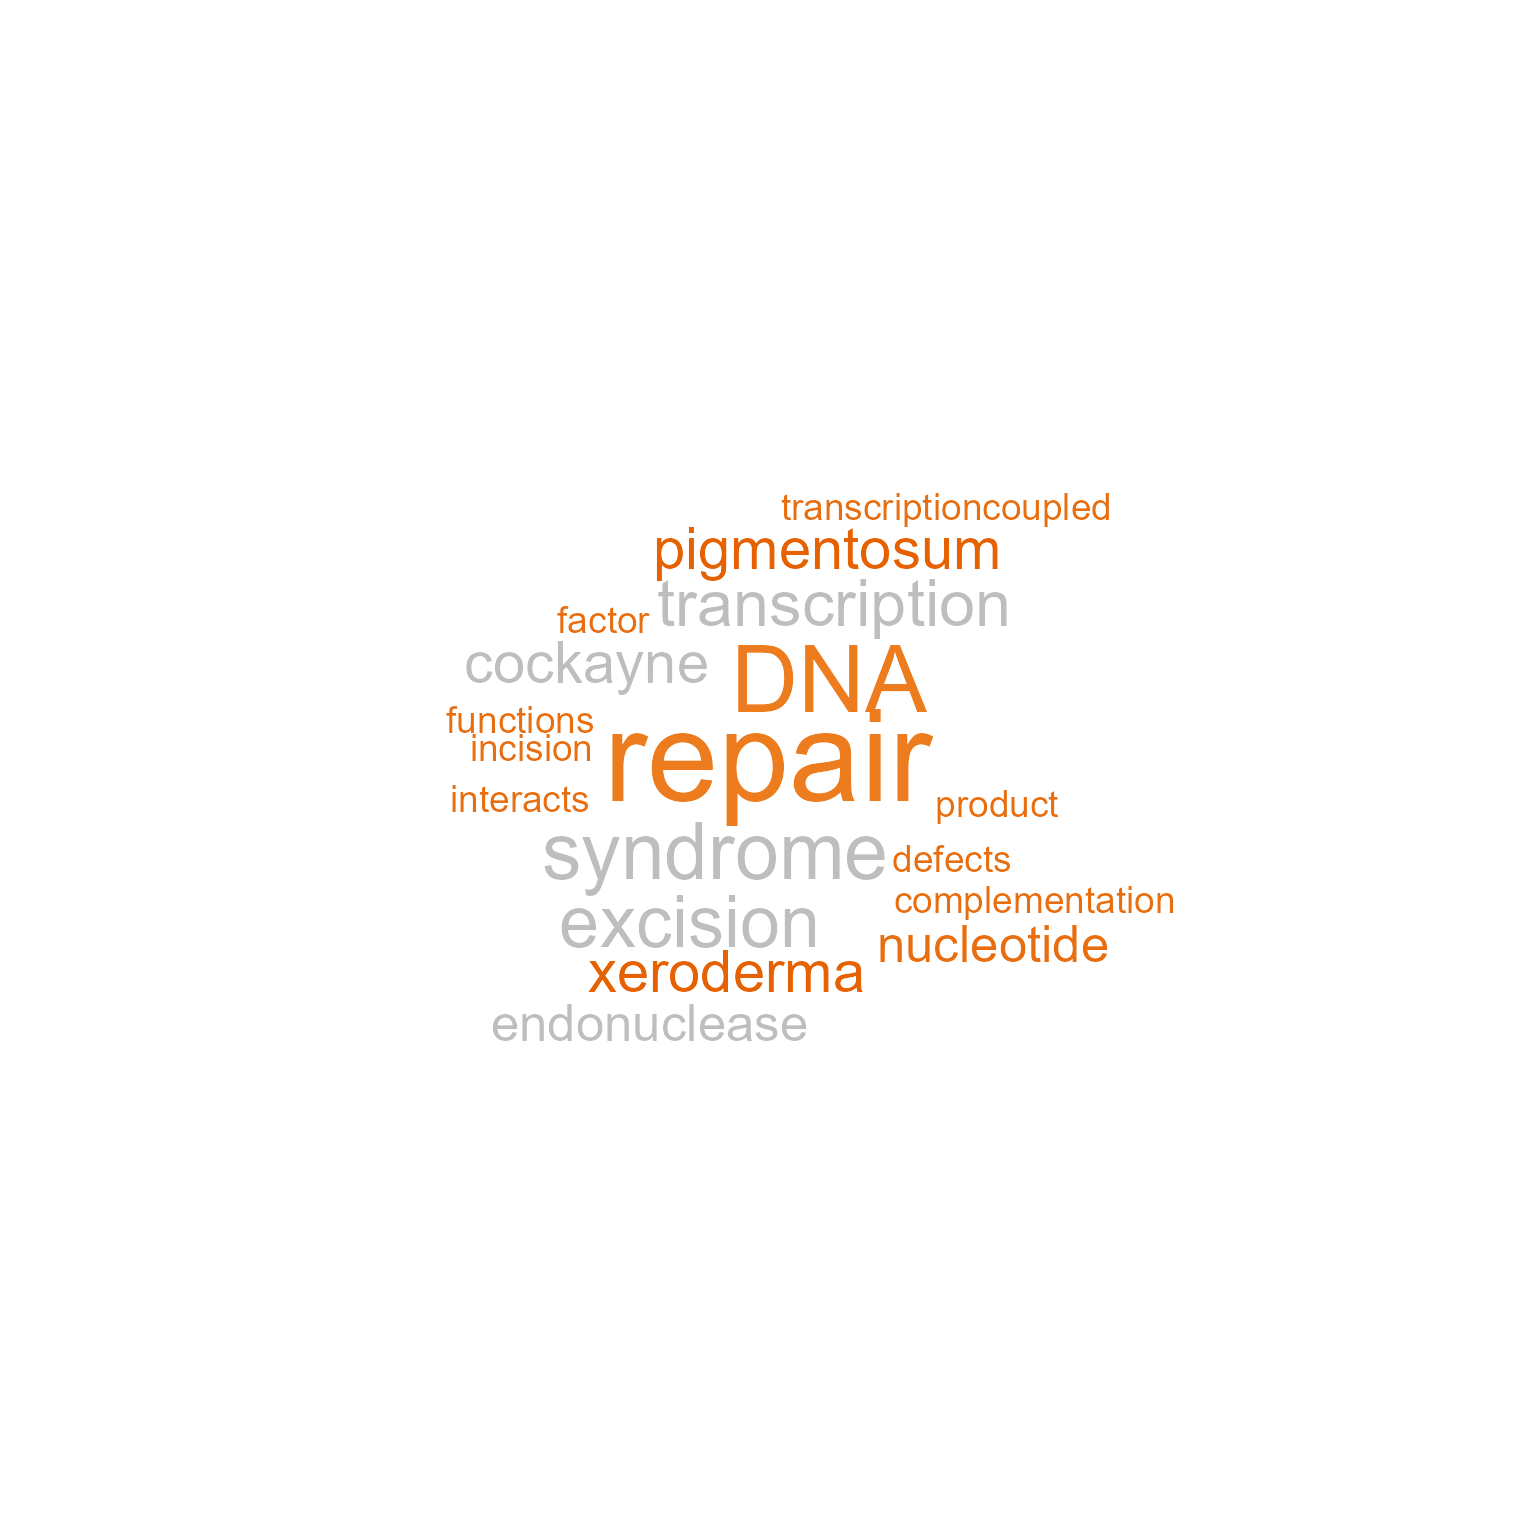 transcriptioncoupled
pigmentosum
transcription
factor
cockayne
DNA
functions
incision
repair
interacts
product
syndrome
defects
complementation
excision
nucleotide
xeroderma
endonuclease